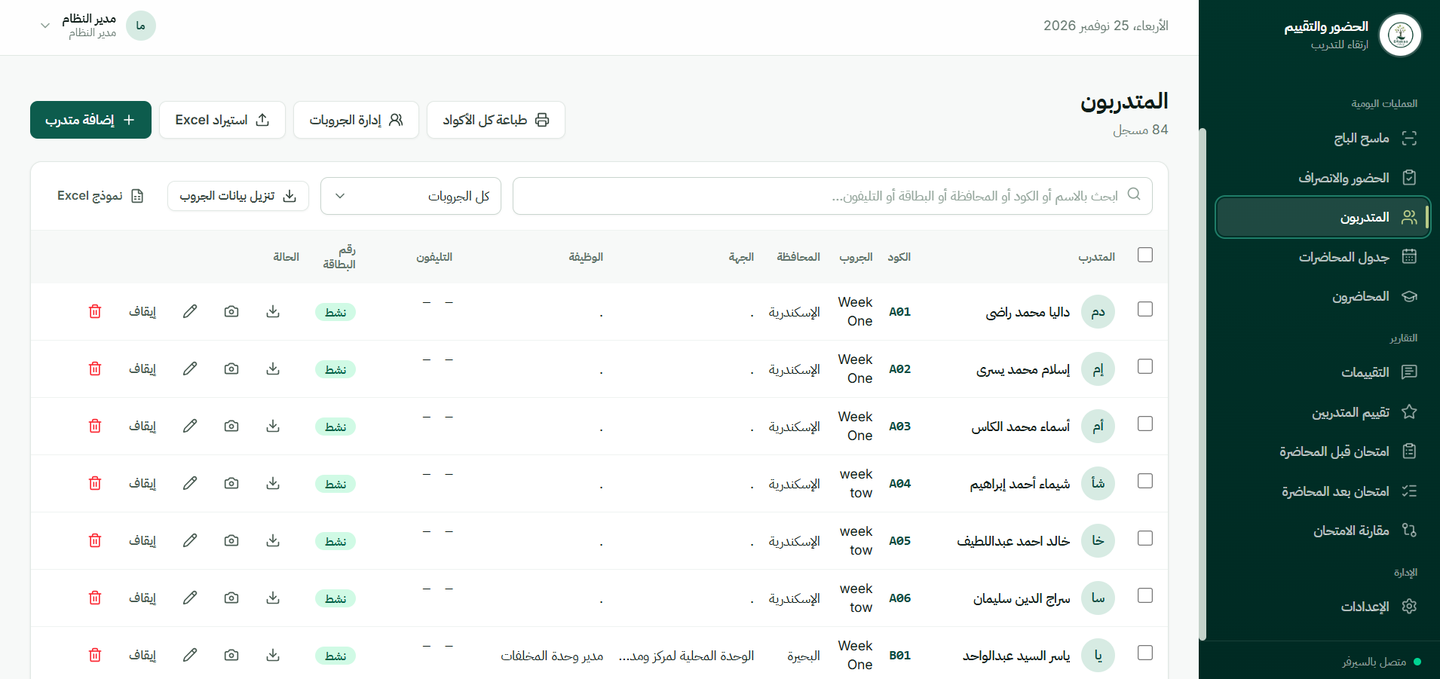 الحضور والتقييم
ارتقاء للتدريب
العمليات اليومية
ماسح الباج
الحضور والانصراف
المتدربون
جدول المحاضرات
المحاضرون
التقارير
التقييمات
تقييم المتدربين
امتحان قبل المحاضرة
امتحان بعد المحاضرة
مقارنة الامتحان
الإدارة
الإعدادات
متصل بالسيرفر
الأربعاء، 25 نوفمبر 2026
ما
مدير النظام
مدير النظام
المتدربون
84 مسجل
طباعة كل الأكواد
إدارة الجروبات
استيراد Excel
إضافة متدرب
ابحث بالاسم أو الكود أو المحافظة أو البطاقة أو التليفون...
كل الجروبات
تنزيل بيانات الجروب
نموذج Excel
المتدرب الكود الجروب المحافظة الجهة الوظيفة التليفون رقم البطاقة الحالة
دم داليا محمد راضى A01 Week One الإسكندرية . . — — نشط إيقاف
إم إسلام محمد يسرى A02 Week One الإسكندرية . . — — نشط إيقاف
أم أسماء محمد الكاس A03 Week One الإسكندرية . . — — نشط إيقاف
شأ شيماء أحمد إبراهيم A04 week tow الإسكندرية . . — — نشط إيقاف
خا خالد احمد عبداللطيف A05 week tow الإسكندرية . . — — نشط إيقاف
سا سراج الدين سليمان A06 week tow الإسكندرية . . — — نشط إيقاف
يا ياسر السيد عبدالواحد B01 Week One البحيرة الوحدة المحلية لمركز ومد... مدير وحدة المخلفات — — نشط إيقاف